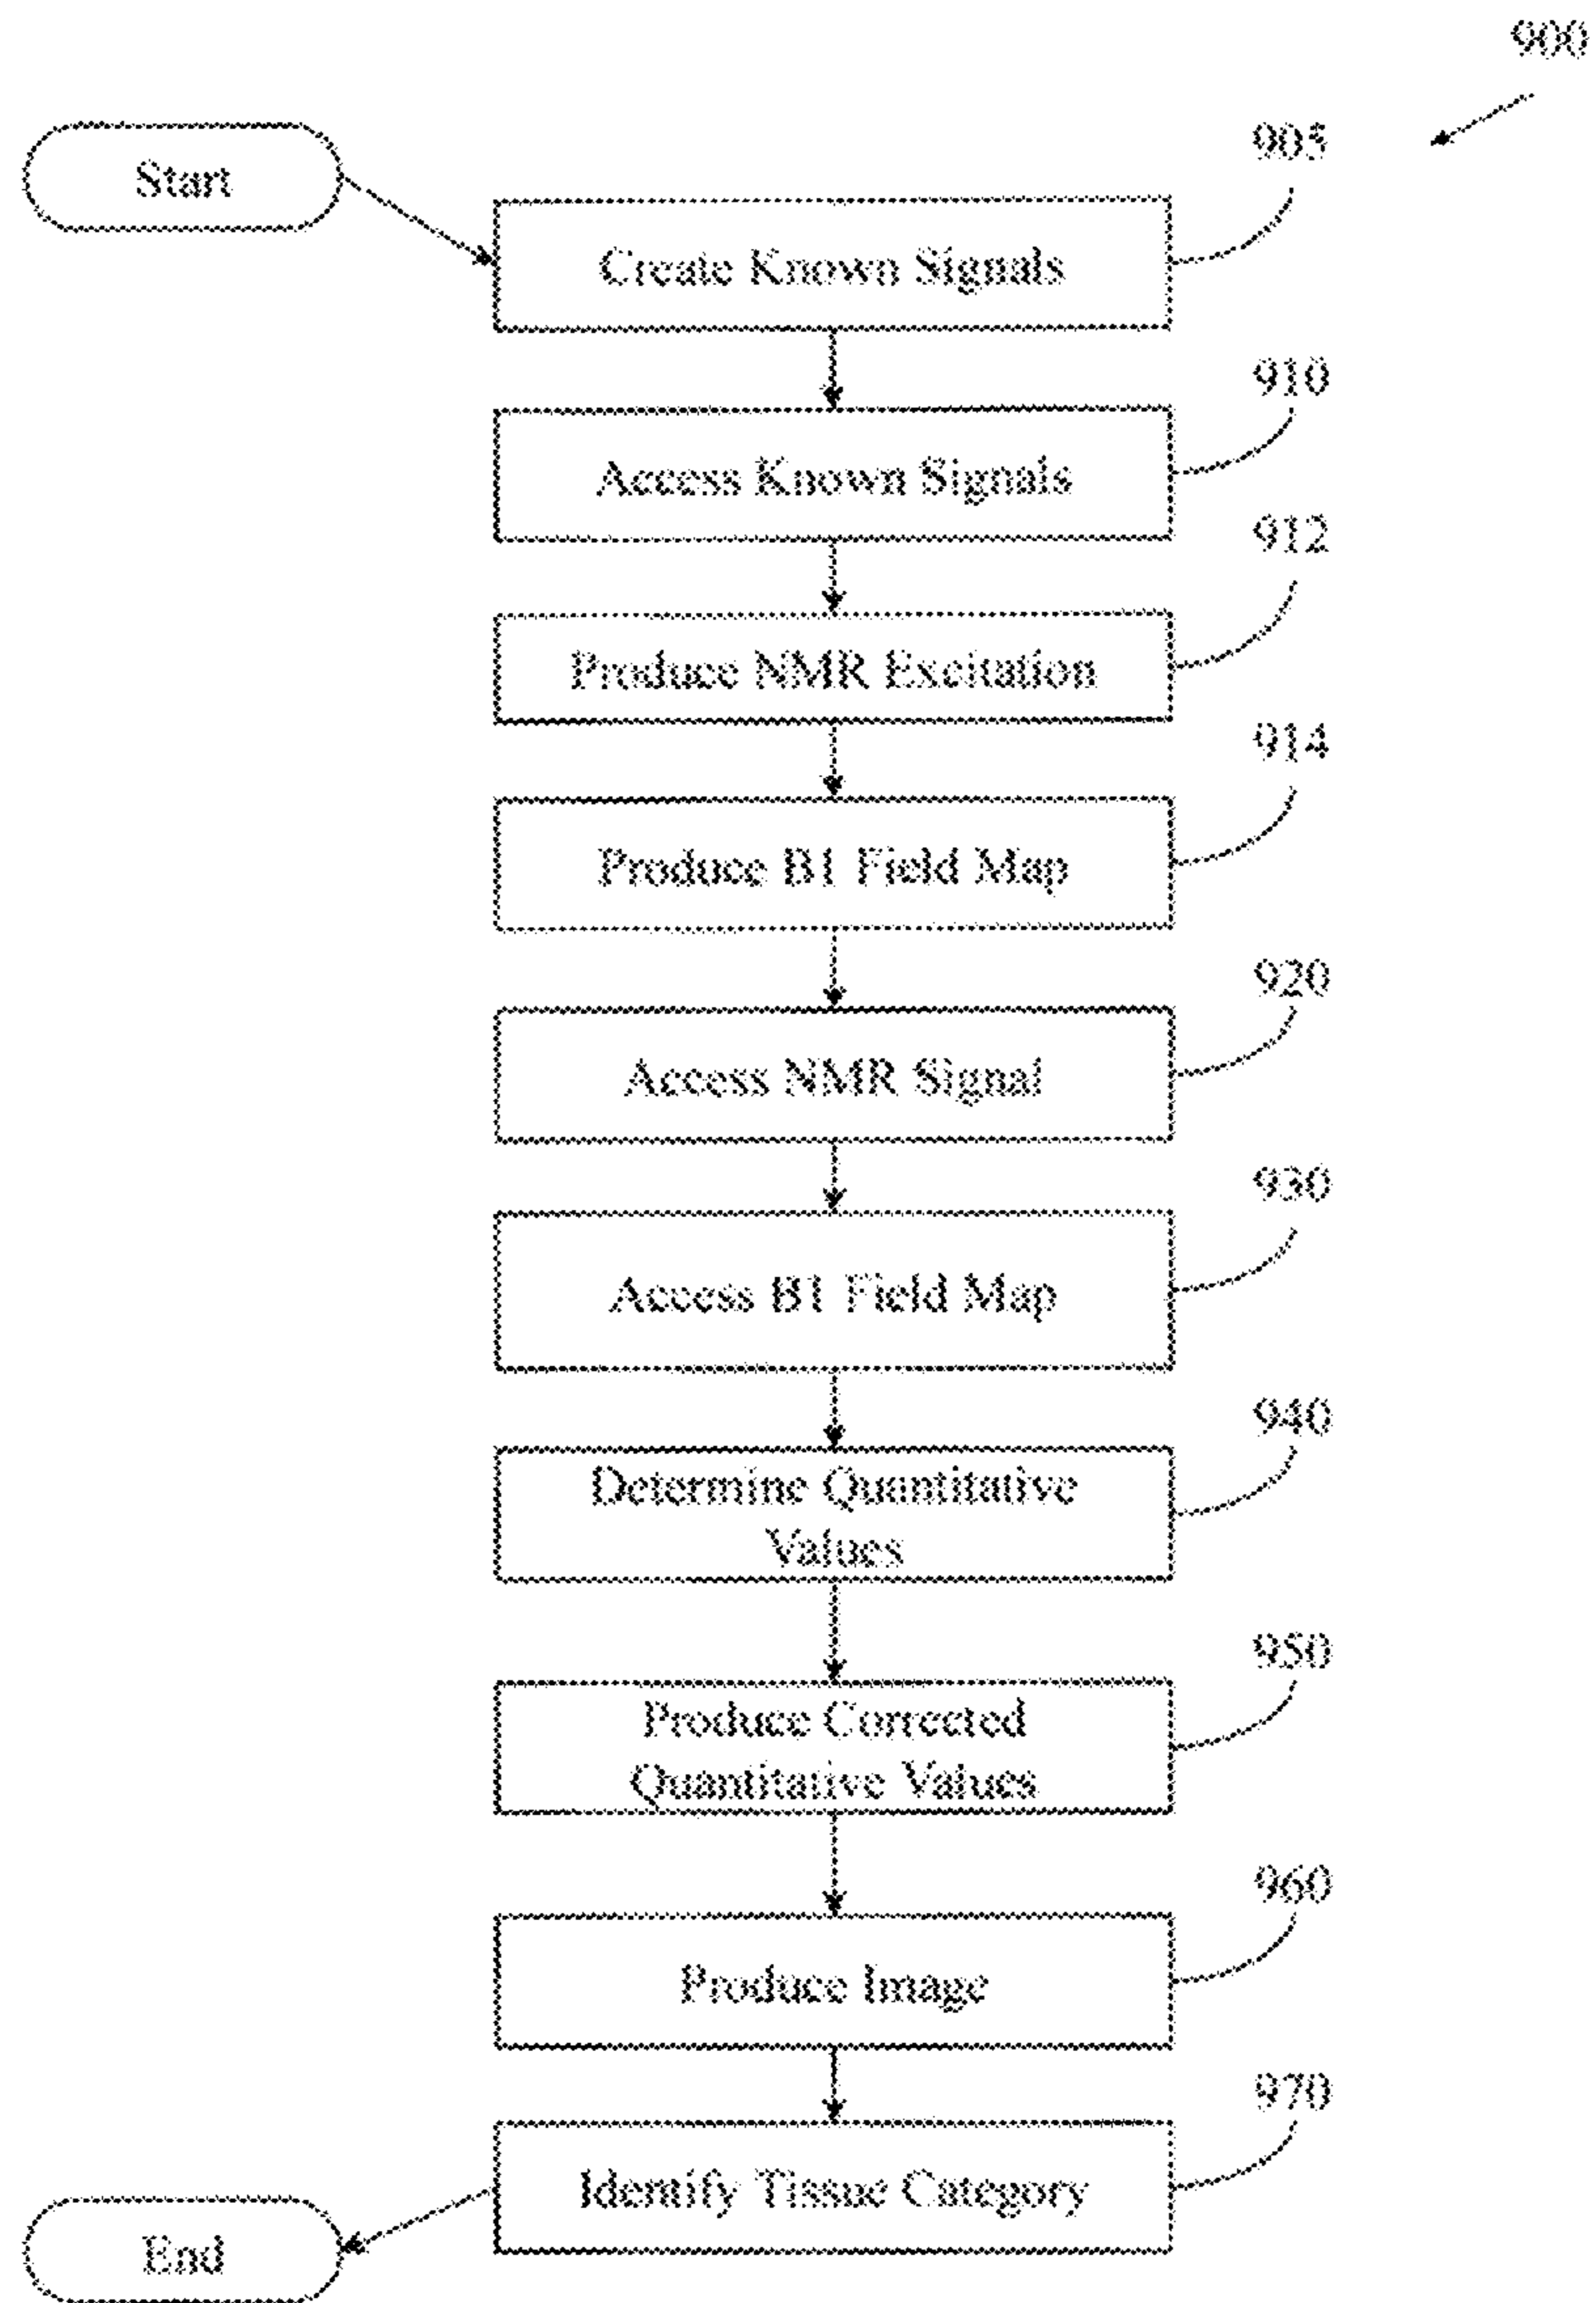 900
Start
905
Create Known Signals
910
Access Known Signals
912
Produce NMR Excitation
914
Produce B1 Field Map
920
Access NMR Signal
930
Access B1 Field Map
940
Determine Quantitative
Values
950
Produce Corrected
Quantitative Values
960
Produce Image
970
Identify Tissue Category
End